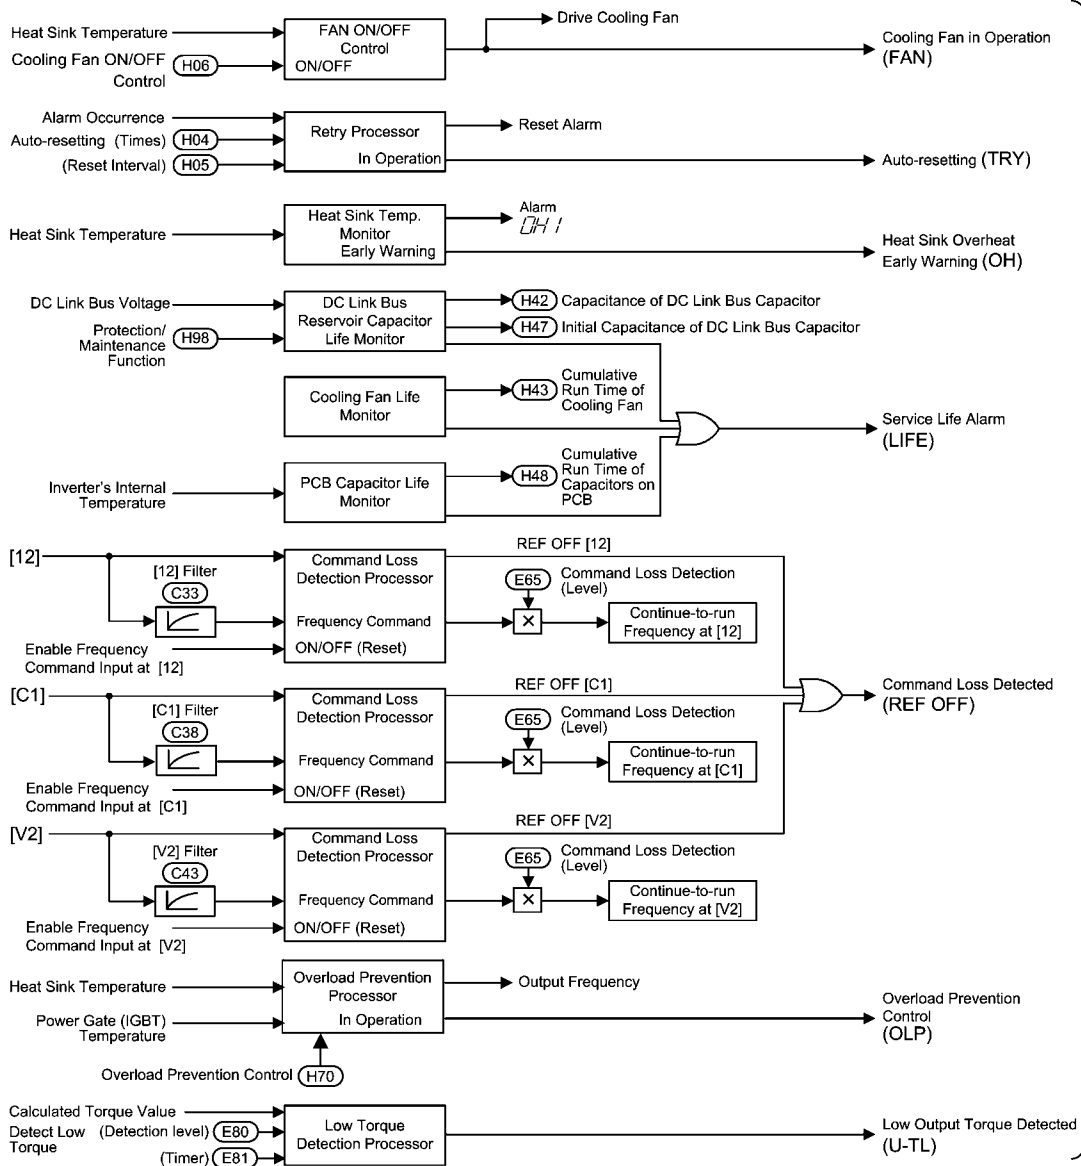 Heat Sink Temperature
Cooling Fan ON/OFF
Control
H06
FAN ON/OFF
Control
ON/OFF
Drive Cooling Fan
Cooling Fan in Operation
(FAN)
Alarm Occurrence
Auto-resetting (Times) H04
(Reset Interval) H05
Retry Processor
In Operation
Reset Alarm
Auto-resetting (TRY)
Heat Sink Temperature
Heat Sink Temp.
Monitor
Early Warning
Alarm
OH1
Heat Sink Overheat
Early Warning (OH)
DC Link Bus Voltage
Protection/
Maintenance
Function
H98
DC Link Bus
Reservoir Capacitor
Life Monitor
H42 Capacitance of DC Link Bus Capacitor
H47 Initial Capacitance of DC Link Bus Capacitor
Cooling Fan Life
Monitor
H43
Cumulative
Run Time of
Cooling Fan
Service Life Alarm
(LIFE)
Inverter's Internal
Temperature
PCB Capacitor Life
Monitor
H48
Cumulative
Run Time of
Capacitors on
PCB
[12]
[12] Filter
C33
Enable Frequency
Command Input at [12]
Command Loss
Detection Processor
Frequency Command
ON/OFF (Reset)
REF OFF [12]
E65
Command Loss Detection
(Level)
×
Continue-to-run
Frequency at [12]
[C1]
[C1] Filter
C38
Enable Frequency
Command Input at [C1]
Command Loss
Detection Processor
Frequency Command
ON/OFF (Reset)
REF OFF [C1]
E65
Command Loss Detection
(Level)
×
Continue-to-run
Frequency at [C1]
Command Loss Detected
(REF OFF)
[V2]
[V2] Filter
C43
Enable Frequency
Command Input at [V2]
Command Loss
Detection Processor
Frequency Command
ON/OFF (Reset)
REF OFF [V2]
E65
Command Loss Detection
(Level)
×
Continue-to-run
Frequency at [V2]
Heat Sink Temperature
Power Gate (IGBT)
Temperature
Overload Prevention
Processor
In Operation
Output Frequency
Overload Prevention
Control
(OLP)
Overload Prevention Control H70
Calculated Torque Value
Detect Low
Torque
(Detection level) E80
(Timer) E81
Low Torque
Detection Processor
Low Output Torque Detected
(U-TL)